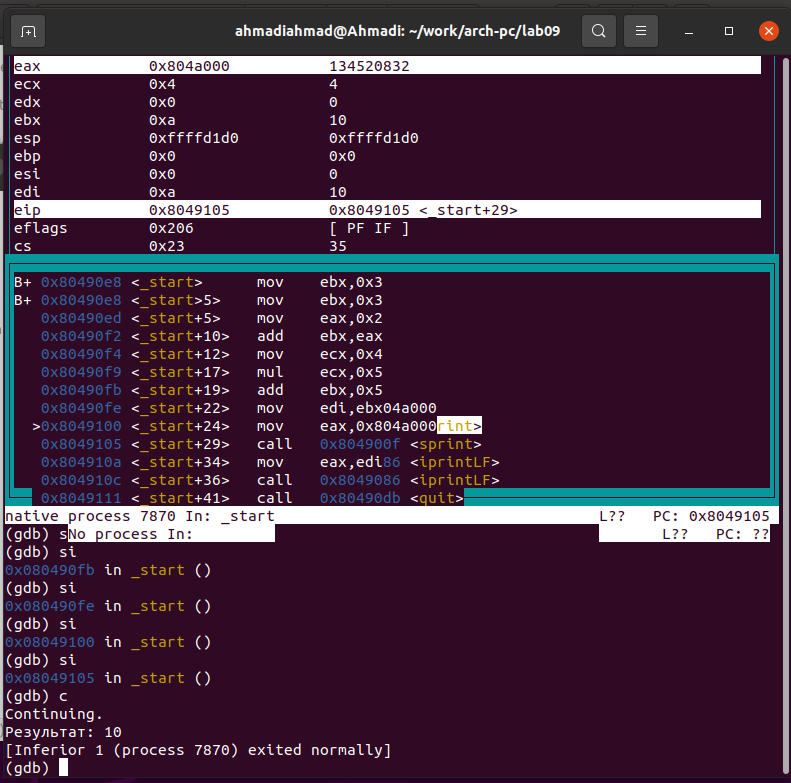 ahmadiahmad@Ahmadi: ~/work/arch-pc/lab09
eax 0x804a000 134520832
ecx 0x4 4
edx 0x0 0
ebx 0xa 10
esp 0xffffd1d0 0xffffd1d0
ebp 0x0 0x0
esi 0x0 0
edi 0xa 10
eip 0x8049105 0x8049105 <_start+29>
eflags 0x206 [ PF IF ]
cs 0x23 35
B+ 0x80490e8 <_start> mov ebx,0x3
B+ 0x80490e8 <_start>5> mov ebx,0x3
0x80490ed <_start+5> mov eax,0x2
0x80490f2 <_start+10> add ebx,eax
0x80490f4 <_start+12> mov ecx,0x4
0x80490f9 <_start+17> mul ecx,0x5
0x80490fb <_start+19> add ebx,0x5
0x80490fe <_start+22> mov edi,ebx04a000
>0x8049100 <_start+24> mov eax,0x804a000rint>
0x8049105 <_start+29> call 0x804900f <sprint>
0x804910a <_start+34> mov eax,edi86 <iprintLF>
0x804910c <_start+36> call 0x8049086 <iprintLF>
0x8049111 <_start+41> call 0x80490db <quit>
native process 7870 In: _start L?? PC: 0x8049105
(gdb) sNo process In: L?? PC: ??
(gdb) si
0x080490fb in _start ()
(gdb) si
0x080490fe in _start ()
(gdb) si
0x08049100 in _start ()
(gdb) si
0x08049105 in _start ()
(gdb) c
Continuing.
Результат: 10
[Inferior 1 (process 7870) exited normally]
(gdb)